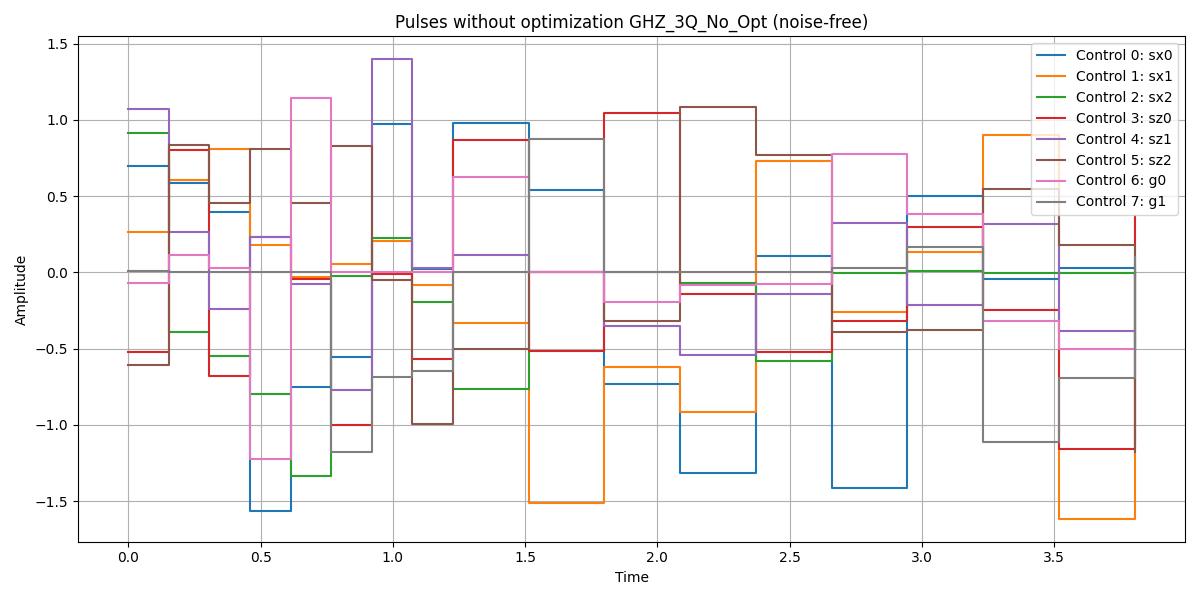 Pulses without optimization GHZ_3Q_No_Opt (noise-free)
1.5
1.0
0.5
0.0
−0.5
−1.0
−1.5
Amplitude
Control 0: sx0
Control 1: sx1
Control 2: sx2
Control 3: sz0
Control 4: sz1
Control 5: sz2
Control 6: g0
Control 7: g1
0.0 0.5 1.0 1.5 2.0 2.5 3.0 3.5
Time